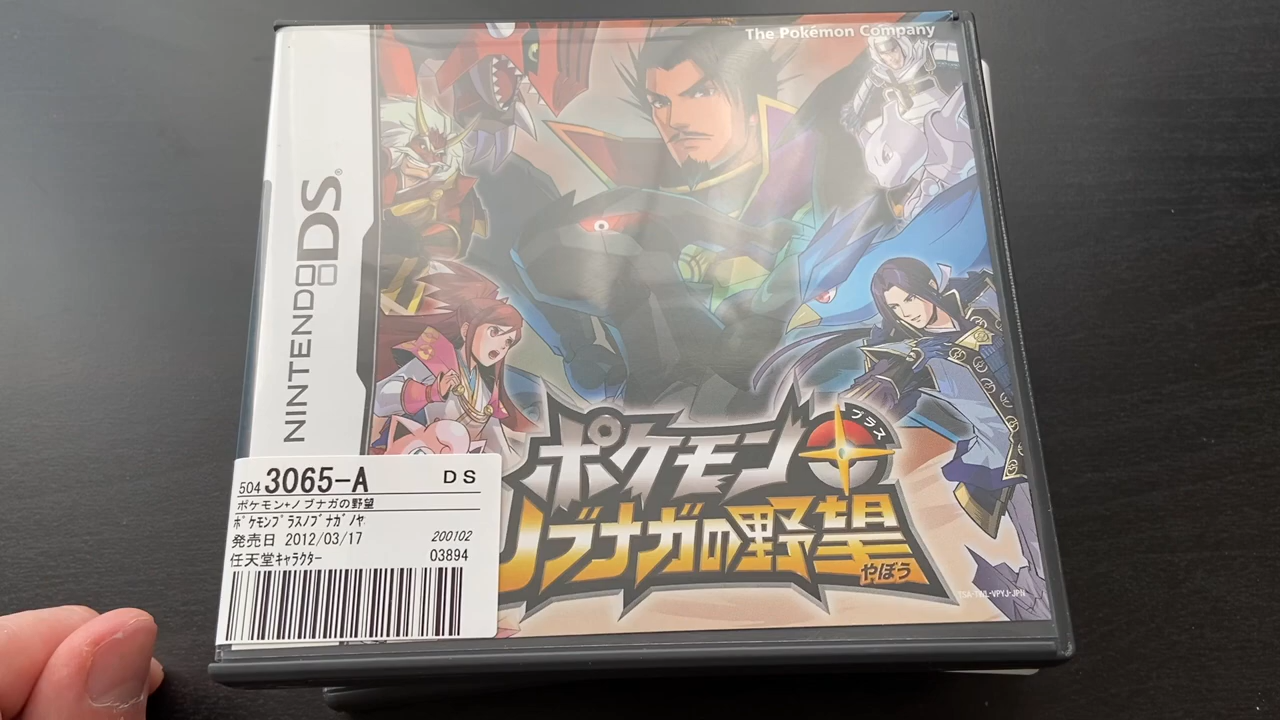 The Pokémon Company
NINTENDO DS
ポケモン+
プラス
ノブナガの野望
やぼう
504 3065-A DS
ポケモン+ノブナガの野望
ポケモンプラスノブナガノヤ
発売日 2012/03/17
200102
任天堂キャラクター
03894